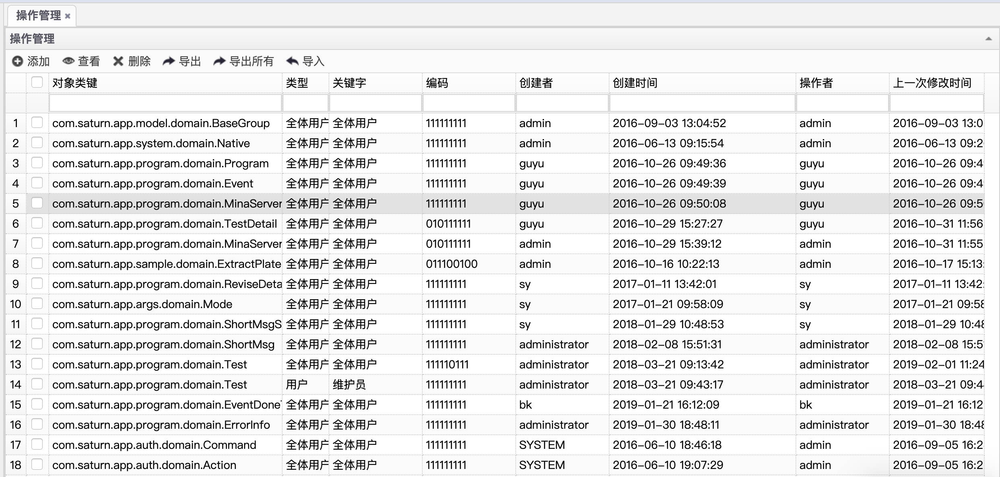 操作管理
操作管理
添加 查看 删除 导出 导出所有 导入
对象类键 类型 关键字 编码 创建者 创建时间 操作者 上一次修改时间
1 com.saturn.app.model.domain.BaseGroup 全体用户 全体用户 111111111 admin 2016-09-03 13:04:52 admin 2016-09-03 13:0
2 com.saturn.app.system.domain.Native 全体用户 全体用户 111111111 admin 2016-06-13 09:15:54 admin 2016-06-13 09:2
3 com.saturn.app.program.domain.Program 全体用户 全体用户 111111111 guyu 2016-10-26 09:49:36 guyu 2016-10-26 09:4
4 com.saturn.app.program.domain.Event 全体用户 全体用户 111111111 guyu 2016-10-26 09:49:39 guyu 2016-10-26 09:4
5 com.saturn.app.program.domain.MinaServer 全体用户 全体用户 111111111 guyu 2016-10-26 09:50:08 guyu 2016-10-26 09:5
6 com.saturn.app.program.domain.TestDetail 全体用户 全体用户 010111111 guyu 2016-10-29 15:27:27 guyu 2016-10-31 11:56
7 com.saturn.app.program.domain.MinaServer 全体用户 全体用户 010111111 admin 2016-10-29 15:39:12 admin 2016-10-31 11:55
8 com.saturn.app.sample.domain.ExtractPlate 全体用户 全体用户 011100100 admin 2016-10-16 10:22:13 admin 2016-10-17 15:13:
9 com.saturn.app.program.domain.ReviseDeta 全体用户 全体用户 111111111 sy 2017-01-11 13:42:01 sy 2017-01-11 13:42:
10 com.saturn.app.args.domain.Mode 全体用户 全体用户 111111111 sy 2017-01-21 09:58:09 sy 2017-01-21 09:58
11 com.saturn.app.program.domain.ShortMsgS 全体用户 全体用户 111111111 sy 2018-01-29 10:48:53 sy 2018-01-29 10:48
12 com.saturn.app.program.domain.ShortMsg 全体用户 全体用户 111111111 administrator 2018-02-08 15:51:31 administrator 2018-02-08 15:5
13 com.saturn.app.program.domain.Test 全体用户 全体用户 111110111 administrator 2018-03-21 09:13:42 administrator 2019-02-01 11:24
14 com.saturn.app.program.domain.Test 用户 维护员 111111111 administrator 2018-03-21 09:43:17 administrator 2018-03-21 09:4
15 com.saturn.app.program.domain.EventDone 全体用户 全体用户 111111111 bk 2019-01-21 16:12:09 bk 2019-01-21 16:12
16 com.saturn.app.program.domain.ErrorInfo 全体用户 全体用户 111111111 administrator 2019-01-30 18:48:11 administrator 2019-01-30 18:48
17 com.saturn.app.auth.domain.Command 全体用户 全体用户 111111111 SYSTEM 2016-06-10 18:46:18 admin 2016-09-05 16:2
18 com.saturn.app.auth.domain.Action 全体用户 全体用户 111111111 SYSTEM 2016-06-10 19:07:29 admin 2016-09-05 16:2